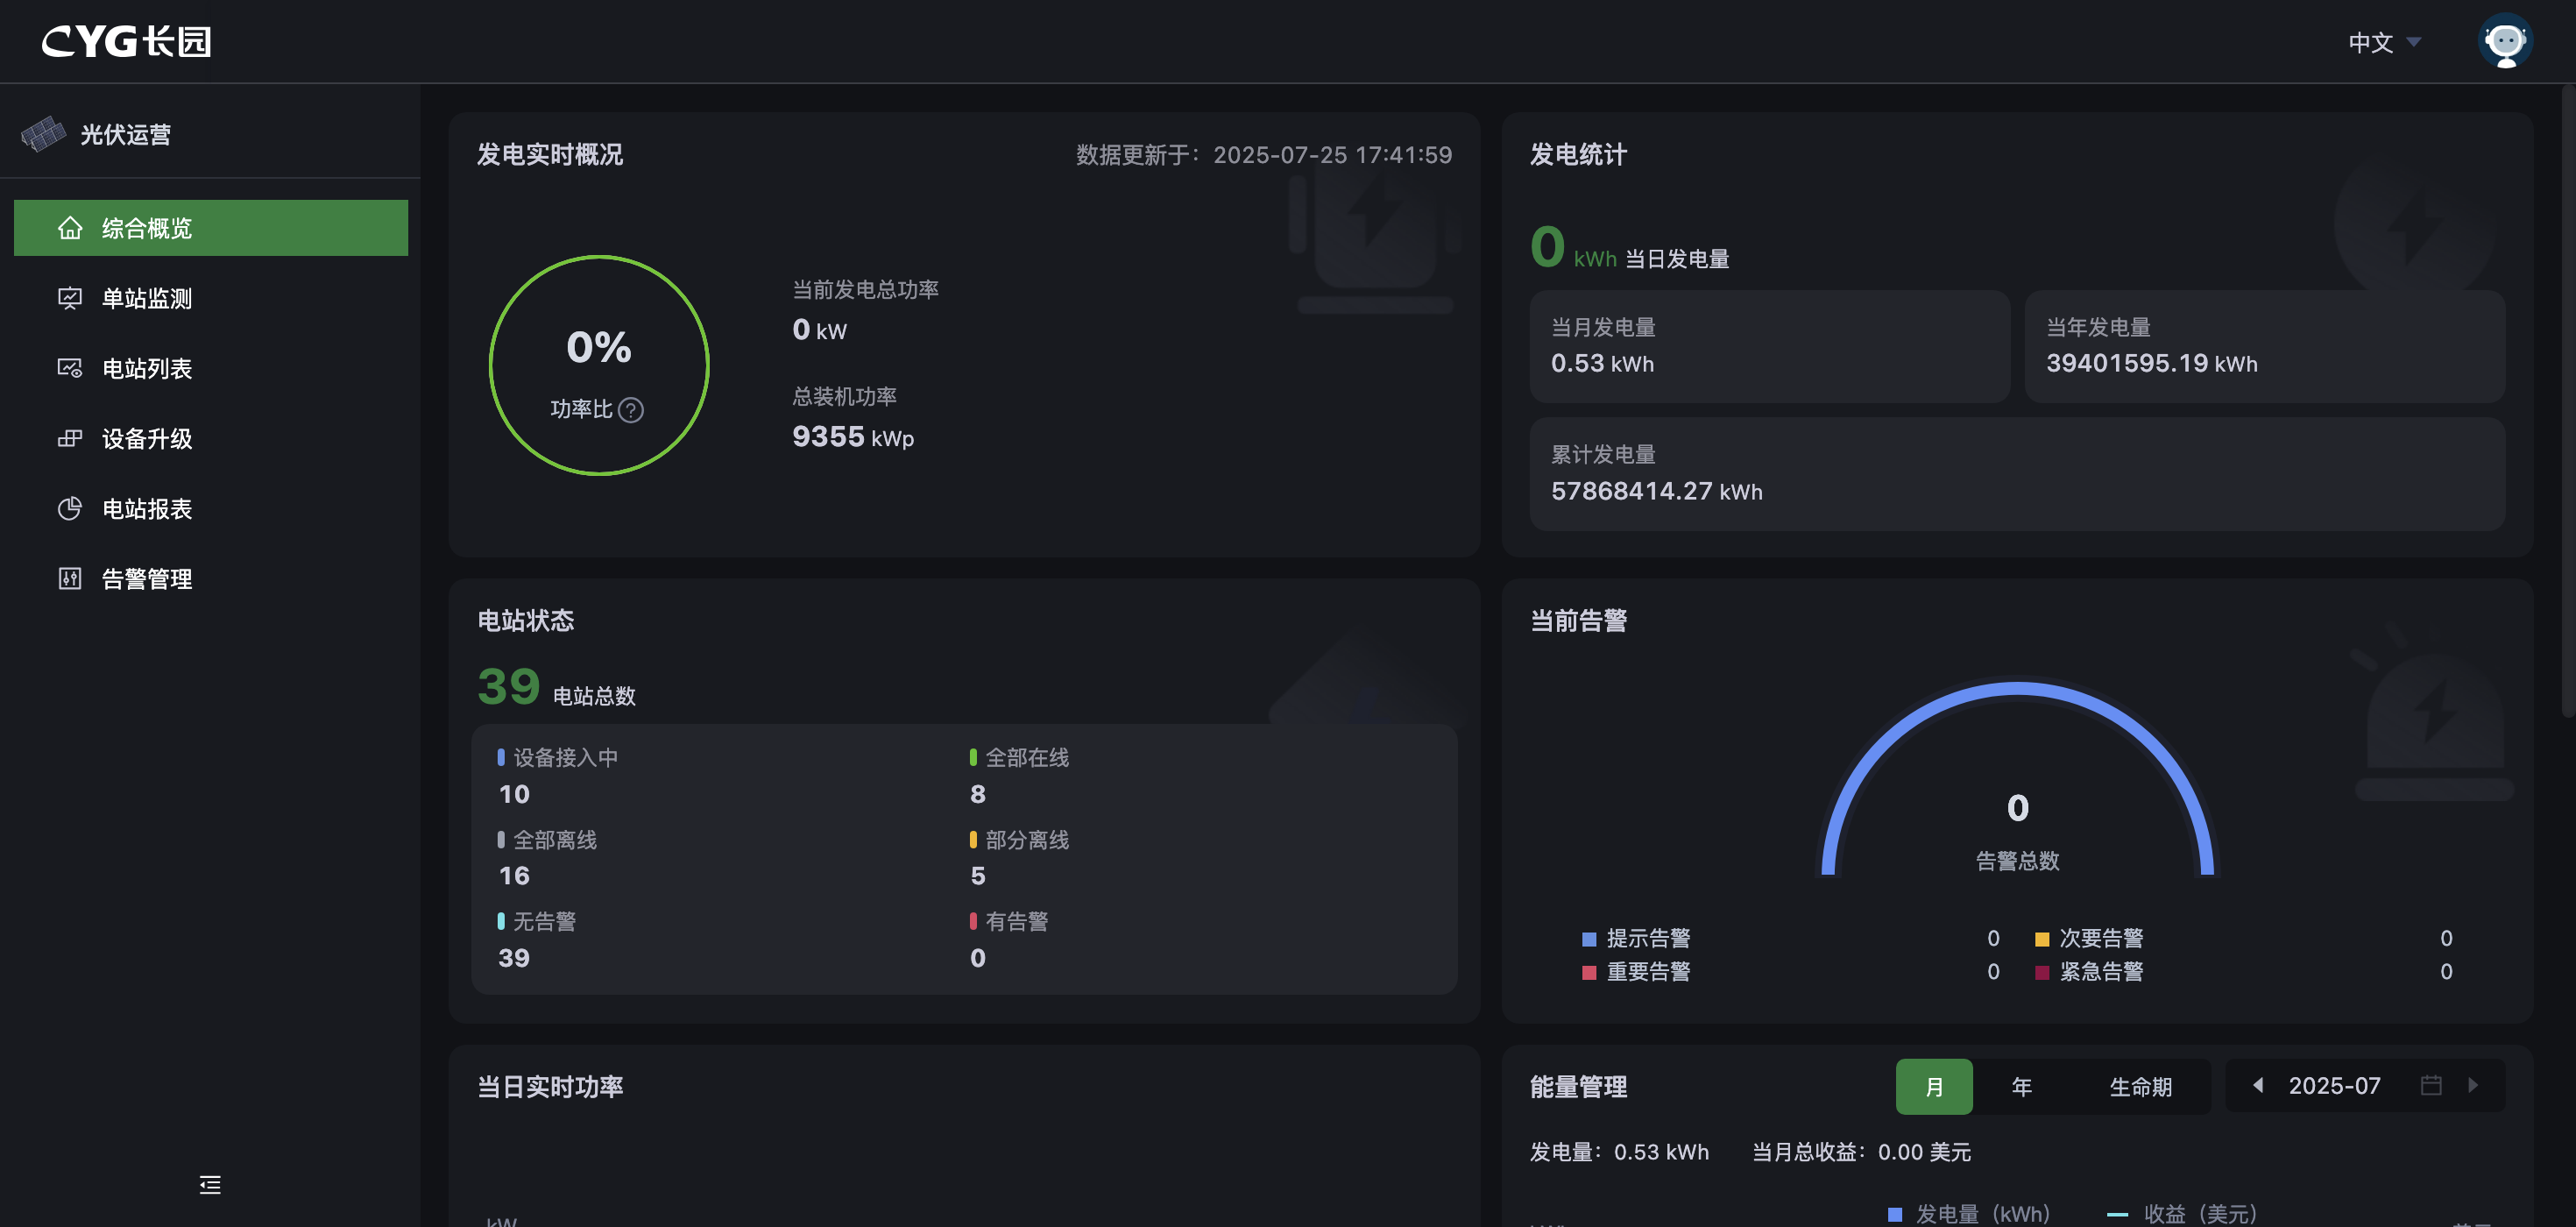 CYG长园
中文
光伏运营
综合概览
单站监测
电站列表
设备升级
电站报表
告警管理
发电实时概况
数据更新于：2025-07-25 17:41:59
0%
功率比
当前发电总功率
0 kW
总装机功率
9355 kWp
发电统计
0 kWh 当日发电量
当月发电量
0.53 kWh
当年发电量
39401595.19 kWh
累计发电量
57868414.27 kWh
电站状态
39 电站总数
设备接入中
10
全部在线
8
全部离线
16
部分离线
5
无告警
39
有告警
0
当前告警
0
告警总数
提示告警 0
次要告警 0
重要告警 0
紧急告警 0
当日实时功率
kW
能量管理
月 年 生命期
2025-07
发电量：0.53 kWh 当月总收益：0.00 美元
发电量（kWh） 收益（美元）